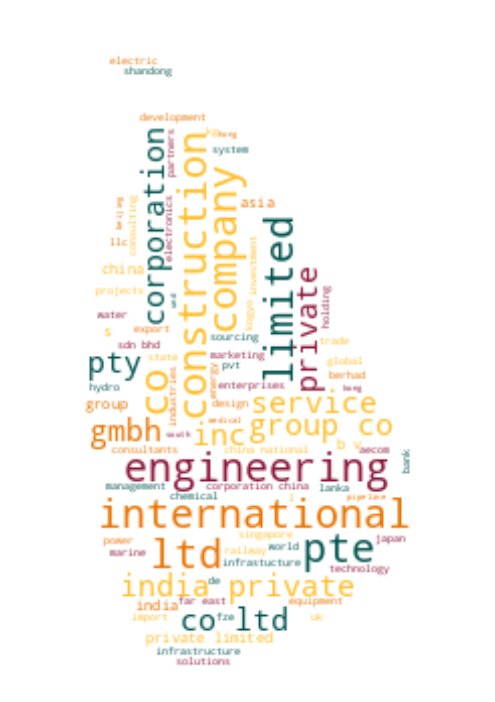 electric
shandong
development
corporation
partners
construction
system
company
asia
consulting
electronics
llc
limited
investment
china
private
holding
projects
water
export
sourcing
trade
s
sdn bhd
state
marketing
global
pty
pvt
energy
berhad
hydro
co
industries
enterprises
group
design
service
gmbh
medical
south
inc
group co
consultants
china national
b v
aecom
bank
engineering
management
corporation china
lanka
chemical
i
pipeline
international
power
singapore
japan
marine
ltd
railway
world
pte
infrastucture
technology
de
india private
india
far east
equipment
import
co ltd
fze
uk
private limited
infrastructure
solutions